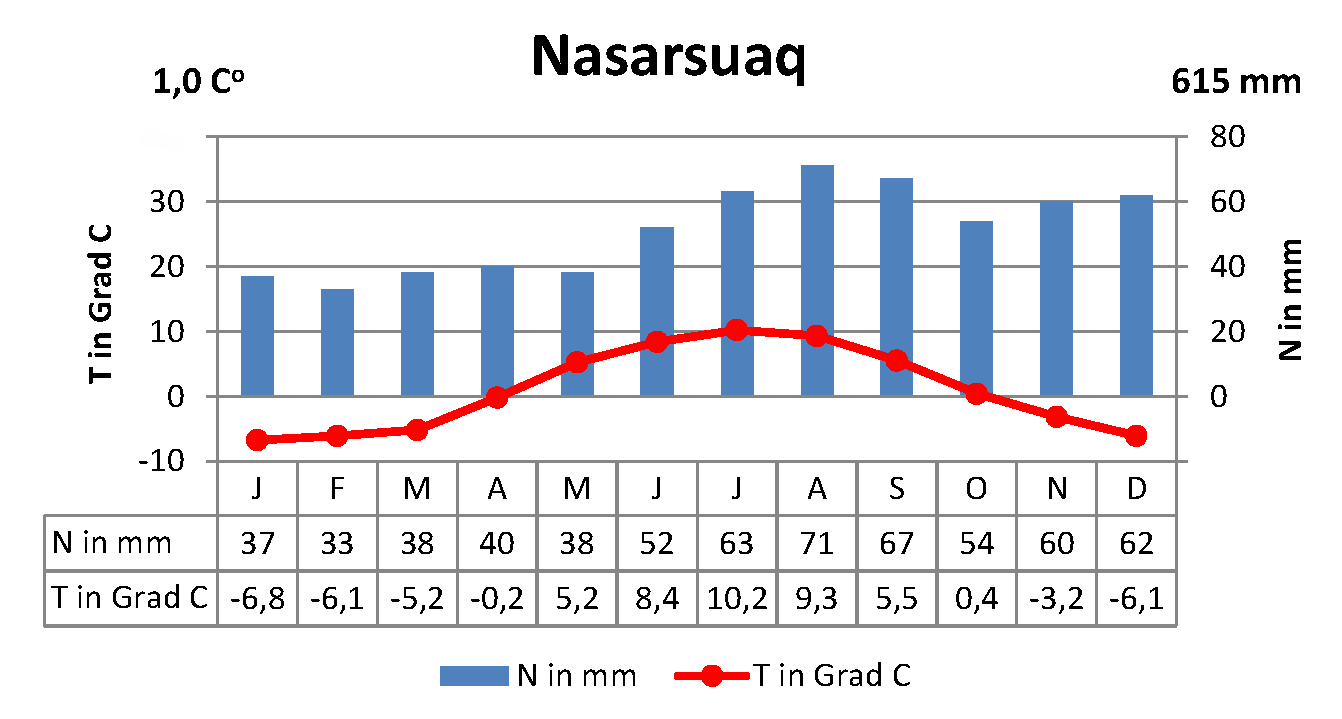 Nasarsuaq
1,0 Cº 615 mm
80
30 60
20 40
10 20
0 0
-10
T in Grad C
N in mm
J F M A M J J A S O N D
N in mm 37 33 38 40 38 52 63 71 67 54 60 62
T in Grad C -6,8 -6,1 -5,2 -0,2 5,2 8,4 10,2 9,3 5,5 0,4 -3,2 -6,1
N in mm T in Grad C